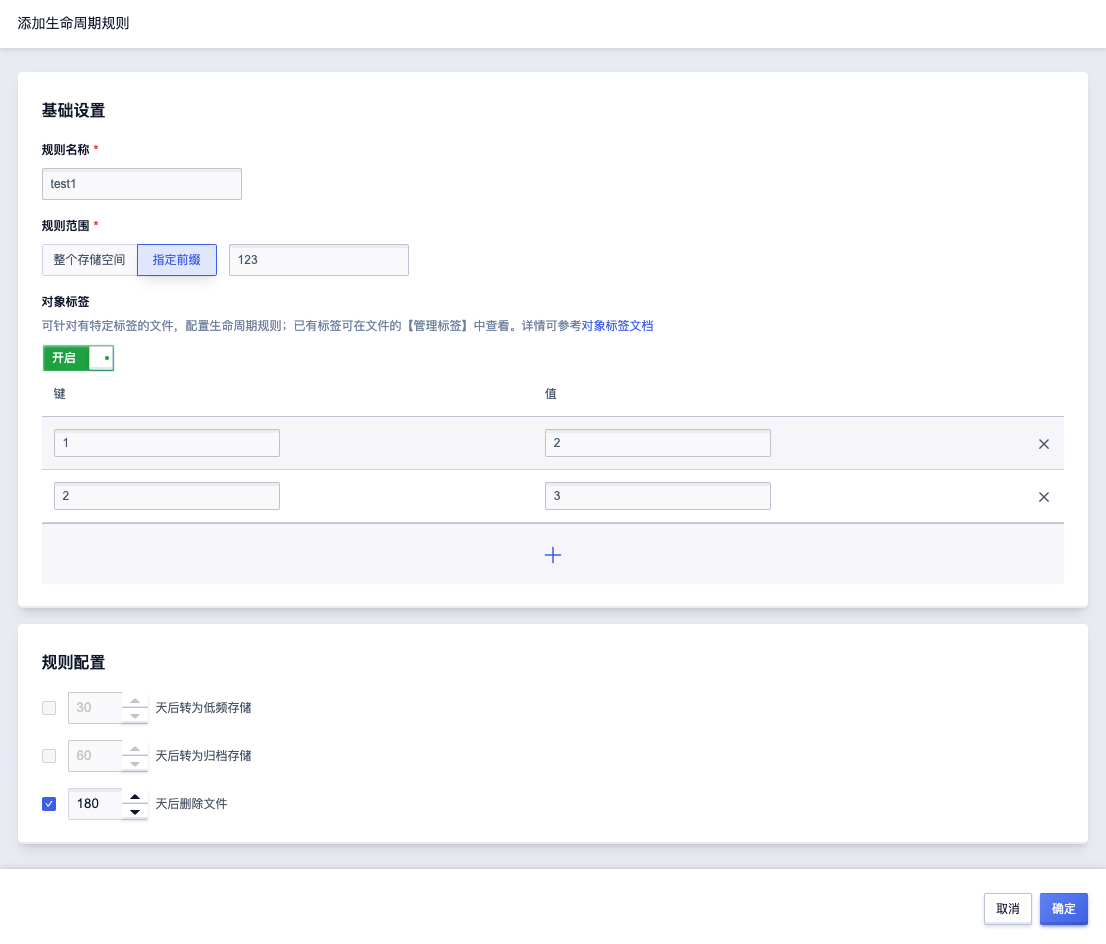 添加生命周期规则
基础设置
规则名称 *
test1
规则范围 *
整个存储空间 指定前缀 123
对象标签
可针对有特定标签的文件，配置生命周期规则；已有标签可在文件的【管理标签】中查看。详情可参考对象标签文档
开启
键 值
1 2
2 3
规则配置
30 天后转为低频存储
60 天后转为归档存储
180 天后删除文件
取消 确定